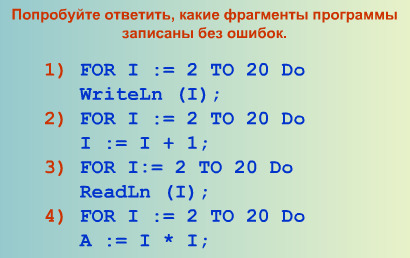 Попробуйте ответить, какие фрагменты программы
записаны без ошибок.
1) FOR I := 2 TO 20 Do
WriteLn (I);
2) FOR I := 2 TO 20 Do
I := I + 1;
3) FOR I:= 2 TO 20 Do
ReadLn (I);
4) FOR I := 2 TO 20 Do
A := I * I;